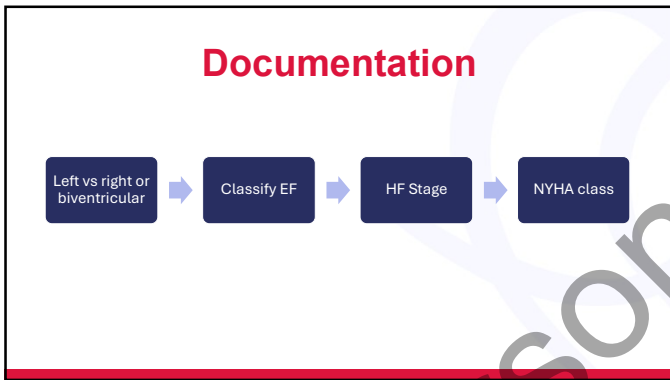 Documentation
Left vs right or
biventricular
Classify EF
HF Stage
NYHA class